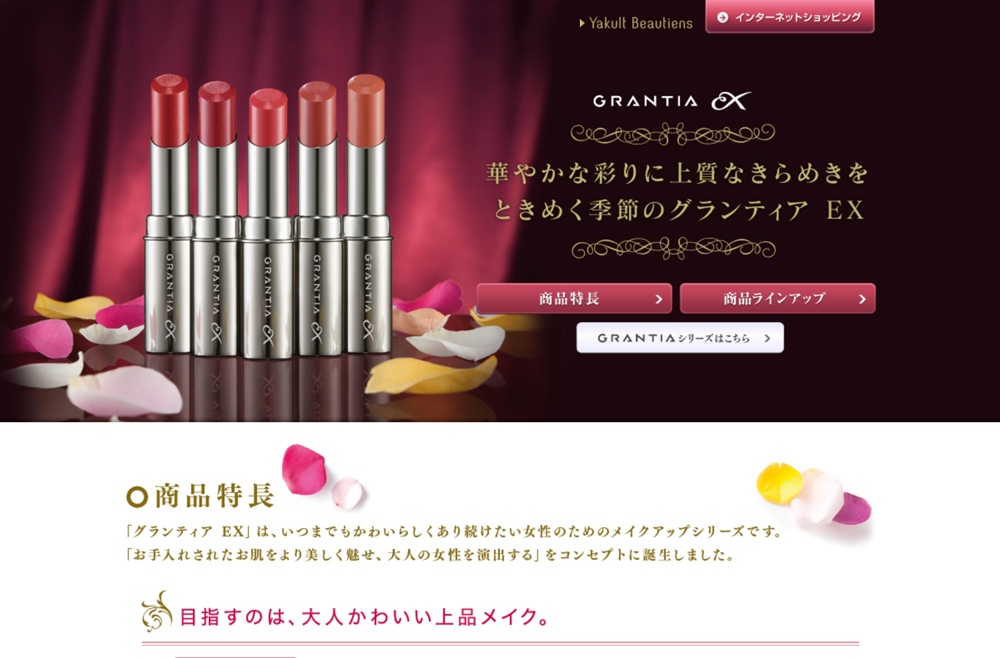 Yakult Beautiens
インターネットショッピング
GRANTIA EX
華やかな彩りに上質なきらめきを
ときめく季節のグランティア EX
商品特長
商品ラインアップ
GRANTIAシリーズはこちら
GRANTIA EX
GRANTIA EX
GRANTIA EX
GRANTIA EX
GRANTIA EX
商品特長
「グランティア EX」は、いつまでもかわいらしくあり続けたい女性のためのメイクアップシリーズです。
「お手入れされたお肌をより美しく魅せ、大人の女性を演出する」をコンセプトに誕生しました。
目指すのは、大人かわいい上品メイク。